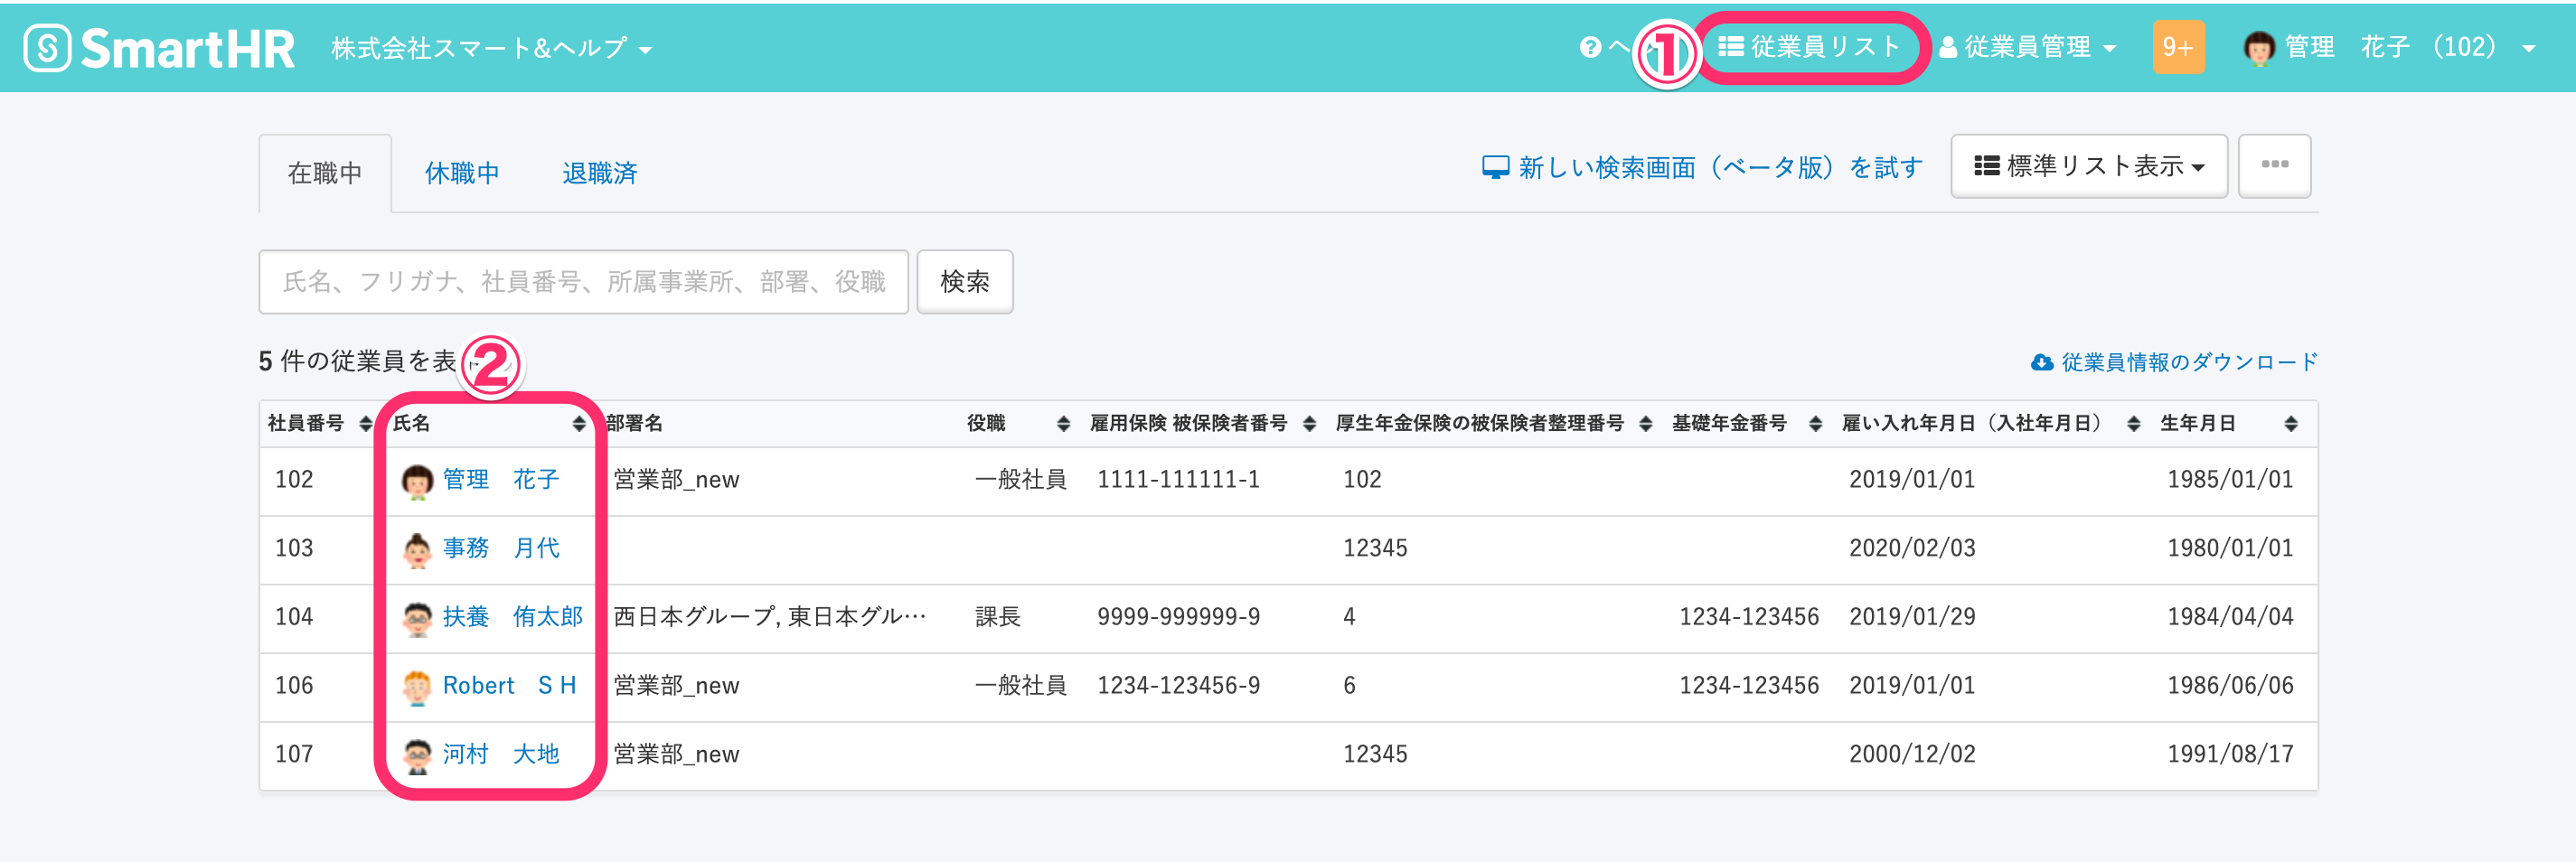 SmartHR 株式会社スマート&ヘルプ ? ヘ ① 従業員リスト 従業員管理 9+ 管理 花子 （102）
在職中 休職中 退職済 新しい検索画面（ベータ版）を試す 標準リスト表示
氏名、フリガナ、社員番号、所属事業所、部署、役職 検索
5 件の従業員を表 ② 従業員情報のダウンロード
社員番号 氏名 部署名 役職 雇用保険 被保険者番号 厚生年金保険の被保険者整理番号 基礎年金番号 雇い入れ年月日（入社年月日） 生年月日
102 管理 花子 営業部_new 一般社員 1111-111111-1 102 2019/01/01 1985/01/01
103 事務 月代 12345 2020/02/03 1980/01/01
104 扶養 侑太郎 西日本グループ, 東日本グル… 課長 9999-999999-9 4 1234-123456 2019/01/29 1984/04/04
106 Robert S H 営業部_new 一般社員 1234-123456-9 6 1234-123456 2019/01/01 1986/06/06
107 河村 大地 営業部_new 12345 2000/12/02 1991/08/17